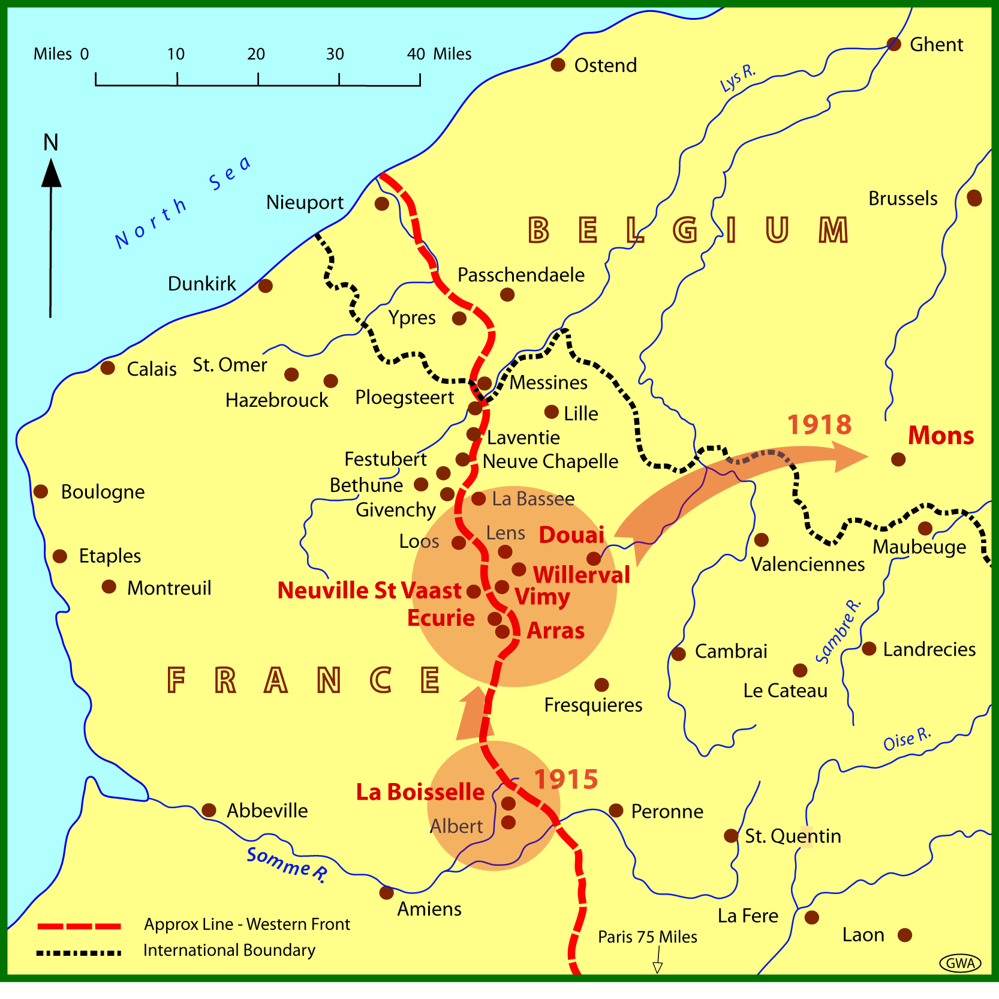 Ghent
Miles 0 10 20 30 40 Miles
Ostend
Lys R.
N
North Sea
Nieuport
Brussels
BELGIUM
Passchendaele
Dunkirk
Ypres
Calais
St. Omer
Messines
Hazebrouck
Ploegsteert
Lille
1918
Mons
Laventie
Festubert
Neuve Chapelle
Bethune
Boulogne
La Bassee
Givenchy
Lens
Douai
Loos
Valenciennes
Maubeuge
Etaples
Willerval
Montreuil
Neuville St Vaast
Vimy
Ecurie
Arras
Sambre R.
Cambrai
Landrecies
FRANCE
Le Cateau
Fresquieres
Oise R.
1915
La Boisselle
Abbeville
Peronne
Albert
St. Quentin
Somme R.
Amiens
La Fere
Approx Line - Western Front
Paris 75 Miles
Laon
International Boundary
GWA